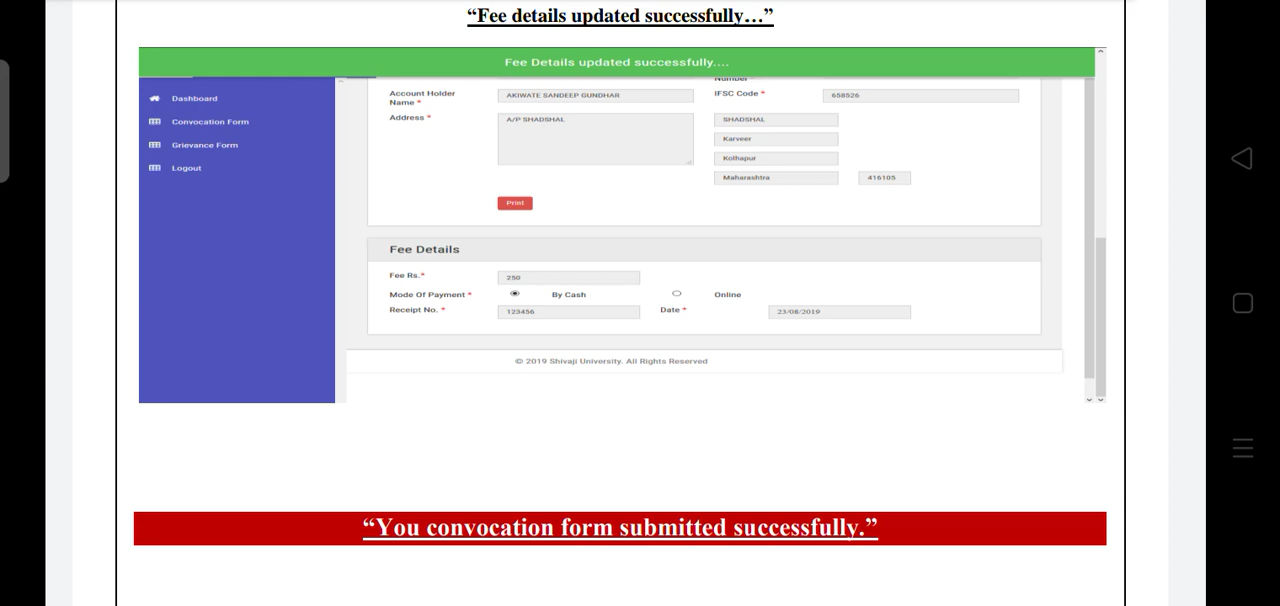 “Fee details updated successfully…”
Fee Details updated successfully....
Dashboard
Convocation Form
Grievance Form
Logout
Number
Account Holder Name * AKIWATE SANDEEP GUNDHAR IFSC Code * 658526
Address * A/P SHADSHAL SHADSHAL
Karveer
Kolhapur
Maharashtra 416105
Print
Fee Details
Fee Rs.* 250
Mode Of Payment * By Cash Online
Receipt No. * 123456 Date * 23/08/2019
© 2019 Shivaji University. All Rights Reserved
“You convocation form submitted successfully.”